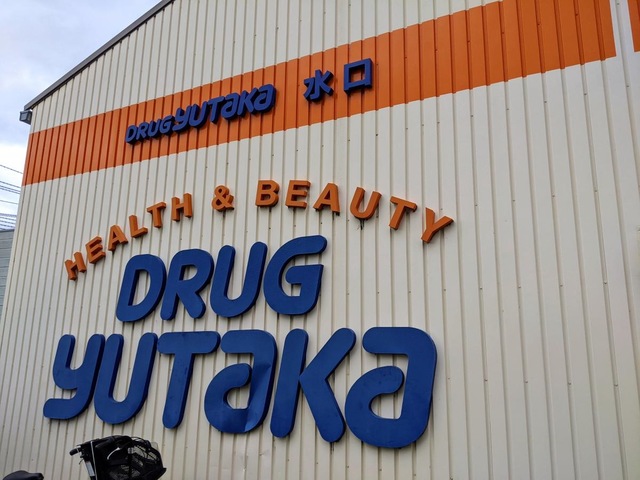 DRUG YUTAKA 水口
HEALTH & BEAUTY
DRUG
YUTAKA